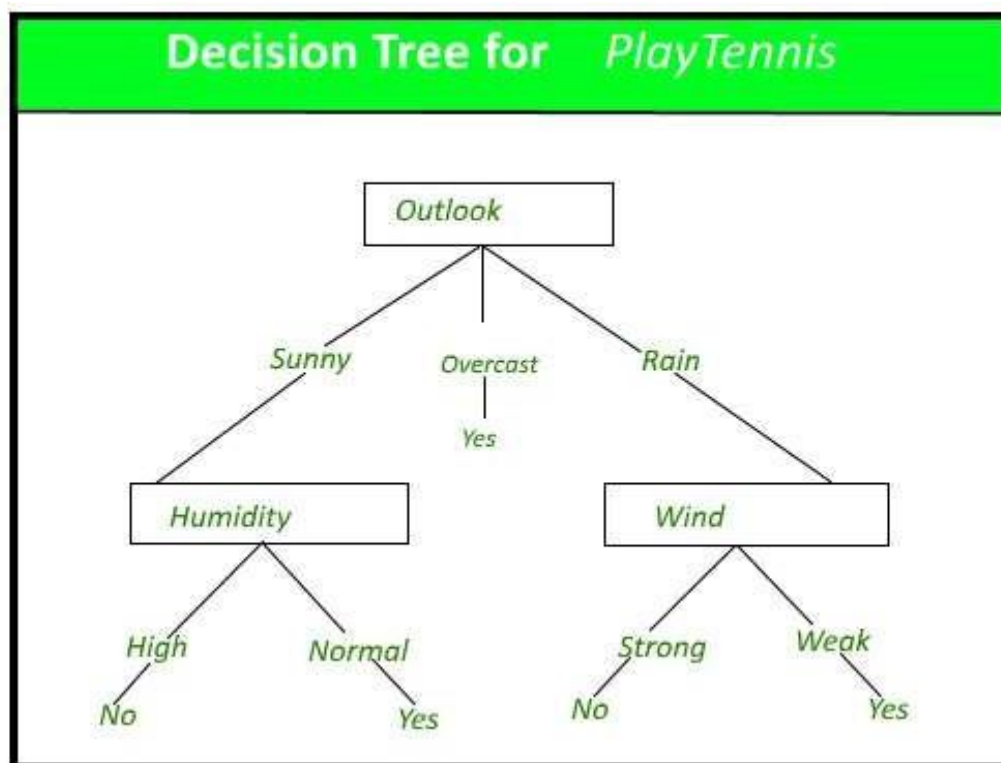 Decision Tree for PlayTennis
Outlook
Sunny Overcast Rain
Yes
Humidity Wind
High Normal Strong Weak
No Yes No Yes